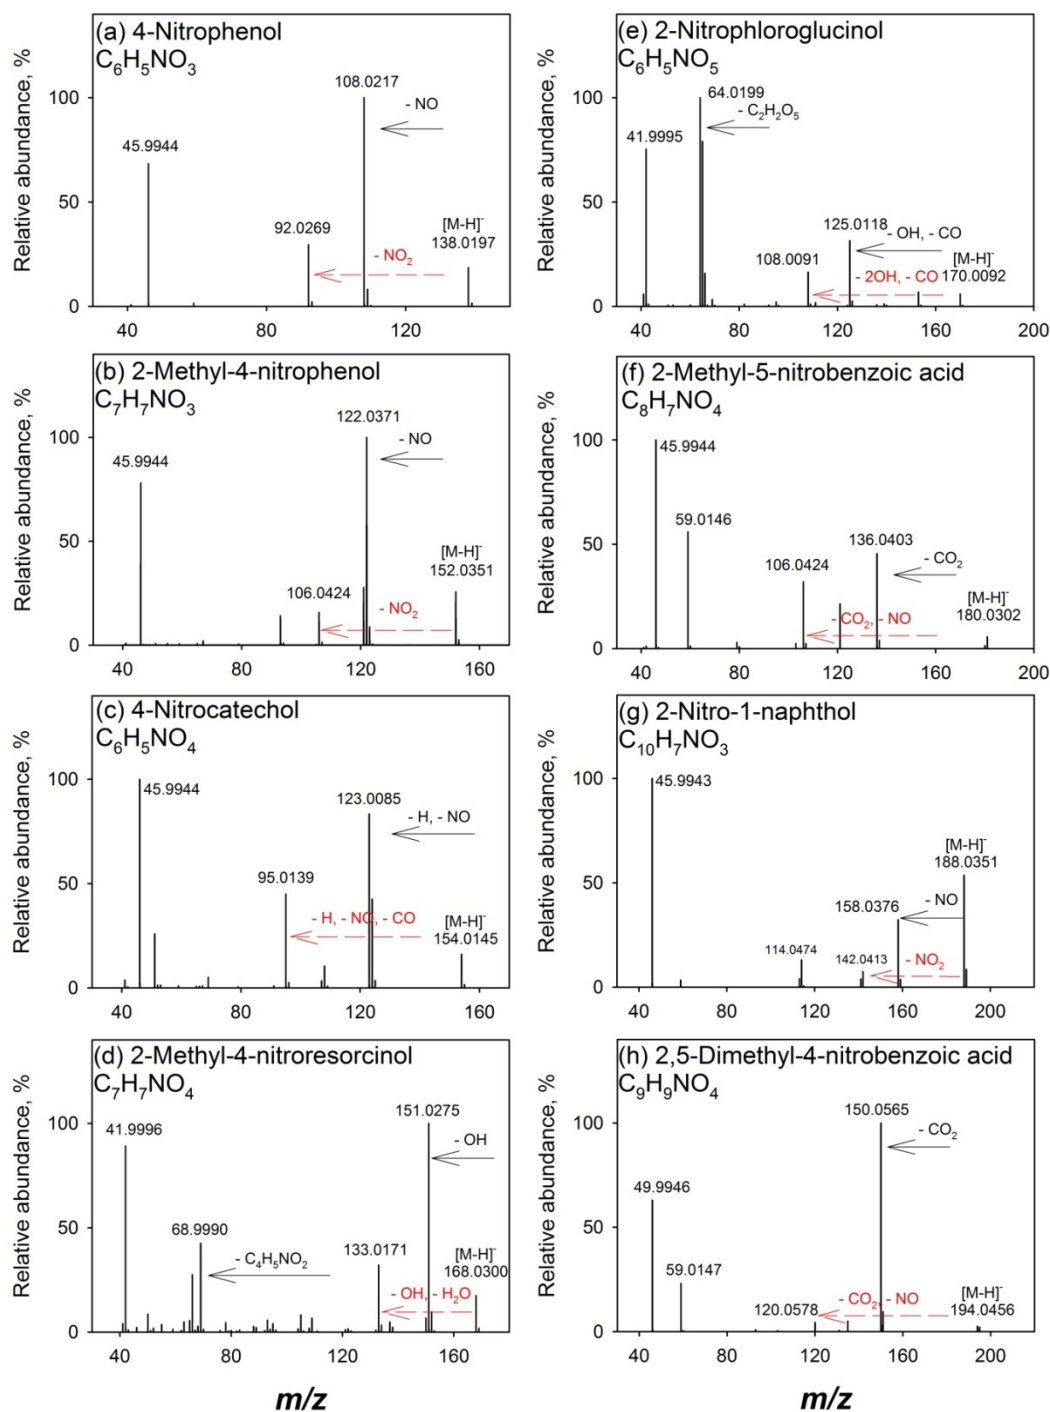 (a) 4-Nitrophenol
C₆H₅NO₃
Relative abundance, %
100
50
0
108.0217
- NO
45.9944
92.0269
- NO₂
[M-H]⁻
138.0197
40
80
120
(b) 2-Methyl-4-nitrophenol
C₇H₇NO₃
Relative abundance, %
100
50
0
122.0371
- NO
45.9944
106.0424
- NO₂
[M-H]⁻
152.0351
40
80
120
160
(c) 4-Nitrocatechol
C₆H₅NO₄
Relative abundance, %
100
50
0
45.9944
123.0085
- H, - NO
95.0139
- H, - NO, - CO
[M-H]⁻
154.0145
40
80
120
160
(d) 2-Methyl-4-nitroresorcinol
C₇H₇NO₄
Relative abundance, %
100
50
0
151.0275
41.9996
- OH
68.9990
- C₄H₅NO₂
133.0171
[M-H]⁻
168.0300
- OH, - H₂O
40
80
120
160
m/z
(e) 2-Nitrophloroglucinol
C₆H₅NO₅
Relative abundance, %
100
50
0
64.0199
- C₂H₂O₅
41.9995
125.0118
- OH, - CO
108.0091
[M-H]⁻
170.0092
- 2OH, - CO
40
80
120
160
200
(f) 2-Methyl-5-nitrobenzoic acid
C₈H₇NO₄
Relative abundance, %
100
50
0
45.9944
59.0146
136.0403
106.0424
- CO₂
- CO₂, - NO
[M-H]⁻
180.0302
40
80
120
160
200
(g) 2-Nitro-1-naphthol
C₁₀H₇NO₃
Relative abundance, %
100
50
0
45.9943
[M-H]⁻
188.0351
158.0376
- NO
114.0474
142.0413
- NO₂
40
80
120
160
200
(h) 2,5-Dimethyl-4-nitrobenzoic acid
C₉H₉NO₄
Relative abundance, %
100
50
0
150.0565
- CO₂
49.9946
59.0147
120.0578
- CO₂, - NO
[M-H]⁻
194.0456
40
80
120
160
200
m/z